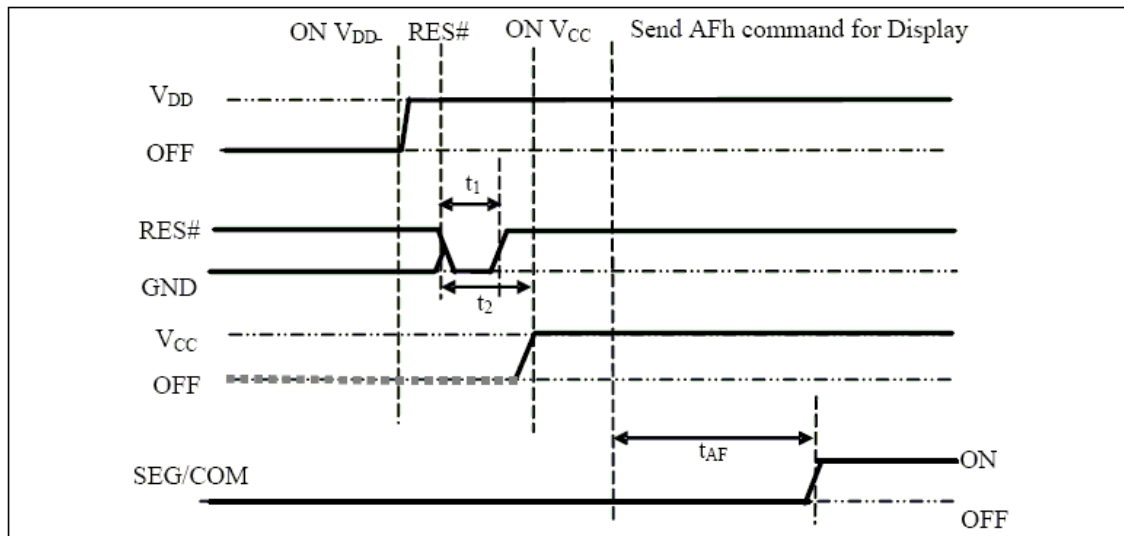 ON VDD- RES# ON VCC Send AFh command for Display
VDD
OFF
t1
RES#
GND
t2
VCC
OFF
tAF
SEG/COM
ON
OFF